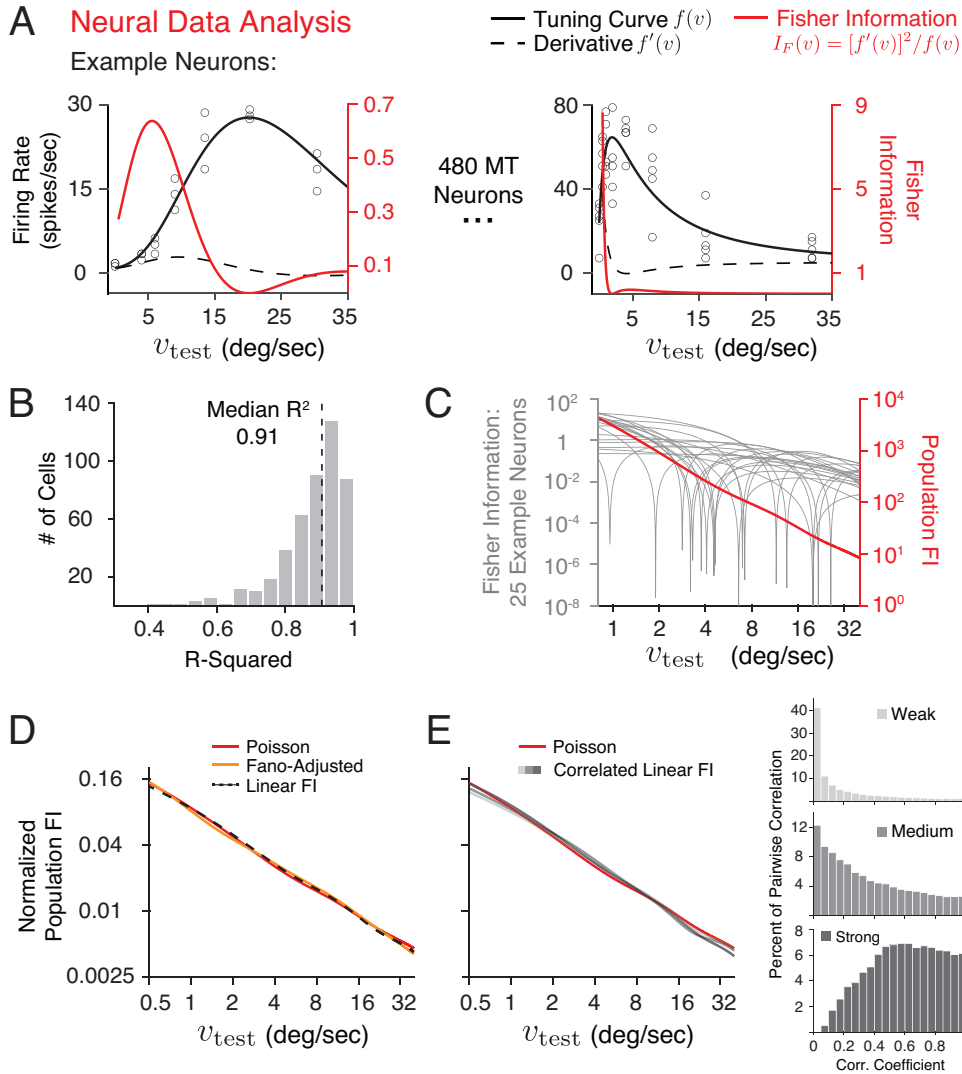 A
Neural Data Analysis
Example Neurons:
Tuning Curve f(v)
Derivative f′(v)
Fisher Information
I_F(v) = [f′(v)]²/f(v)
Firing Rate
(spikes/sec)
30
15
0
0.7
0.5
0.3
0.1
5 15 25 35
v_test (deg/sec)
480 MT
Neurons
...
80
40
0
9
5
1
Fisher
Information
5 15 25 35
v_test (deg/sec)
B
# of Cells
140
100
60
20
Median R²
0.91
0.4 0.6 0.8 1
R-Squared
C
Fisher Information:
25 Example Neurons
10²
1
10⁻²
10⁻⁴
10⁻⁶
10⁻⁸
10⁴
10³
10²
10¹
10⁰
Population FI
1 2 4 8 16 32
v_test (deg/sec)
D
Poisson
Fano-Adjusted
Linear FI
Normalized
Population FI
0.16
0.04
0.01
0.0025
0.5 1 2 4 8 16 32
v_test (deg/sec)
E
Poisson
Correlated Linear FI
0.5 1 2 4 8 16 32
v_test (deg/sec)
Percent of Pairwise Correlation
40
30
20
10
Weak
12
8
4
Medium
8
6
4
2
Strong
0 0.2 0.4 0.6 0.8
Corr. Coefficient